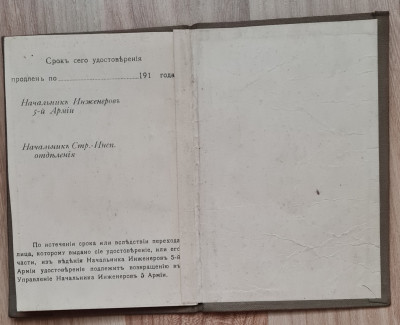 Срокъ сего удостовѣренія
продленъ по 191 года
Начальникъ Инженеровъ
5-й Арміи
Начальникъ Стр.-Инсп.
отдѣленія
По истеченіи срока или вслѣдствіи перехода
лица, которому выдано сіе удостовѣреніе, или его
части, изъ вѣдѣнія Начальника Инженеровъ 5-й
Арміи удостовѣреніе подлежитъ возвращенію въ
Управленіе Начальника Инженеровъ 5 Арміи.